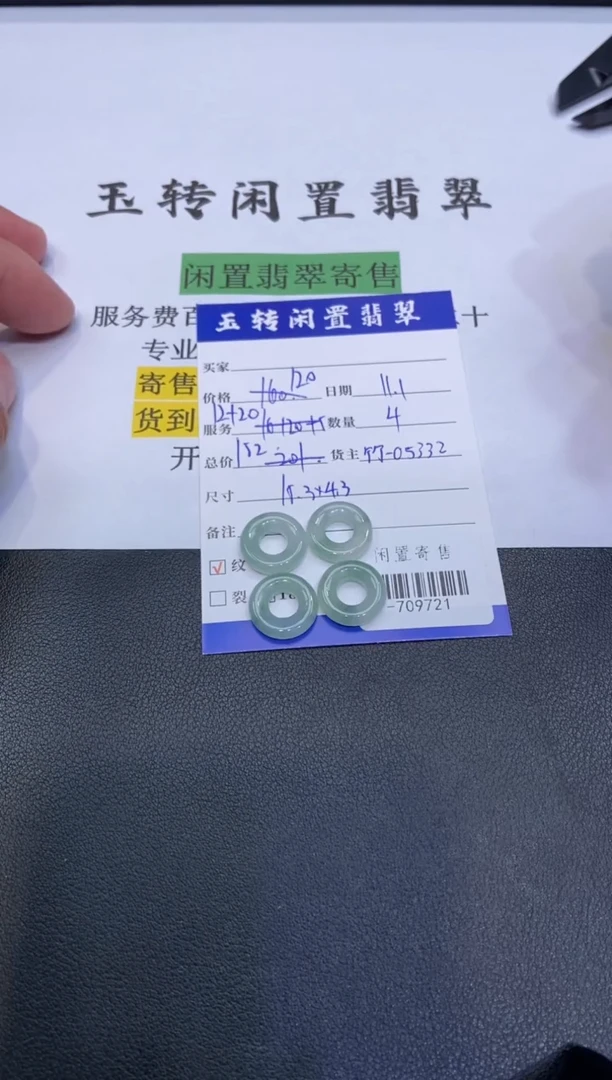 玉转闲置翡翠
闲置翡翠寄售
服务费百 十
专业
寄售
货到
开
玉转闲置翡翠
买家
价格 160 120 日期 11.1
服务 12+20 数量 4
总价 152 201 货主 竹-05332
尺寸 15.3×4.3
备注
闲置寄售
☑ 纹
☐ 裂
-709721